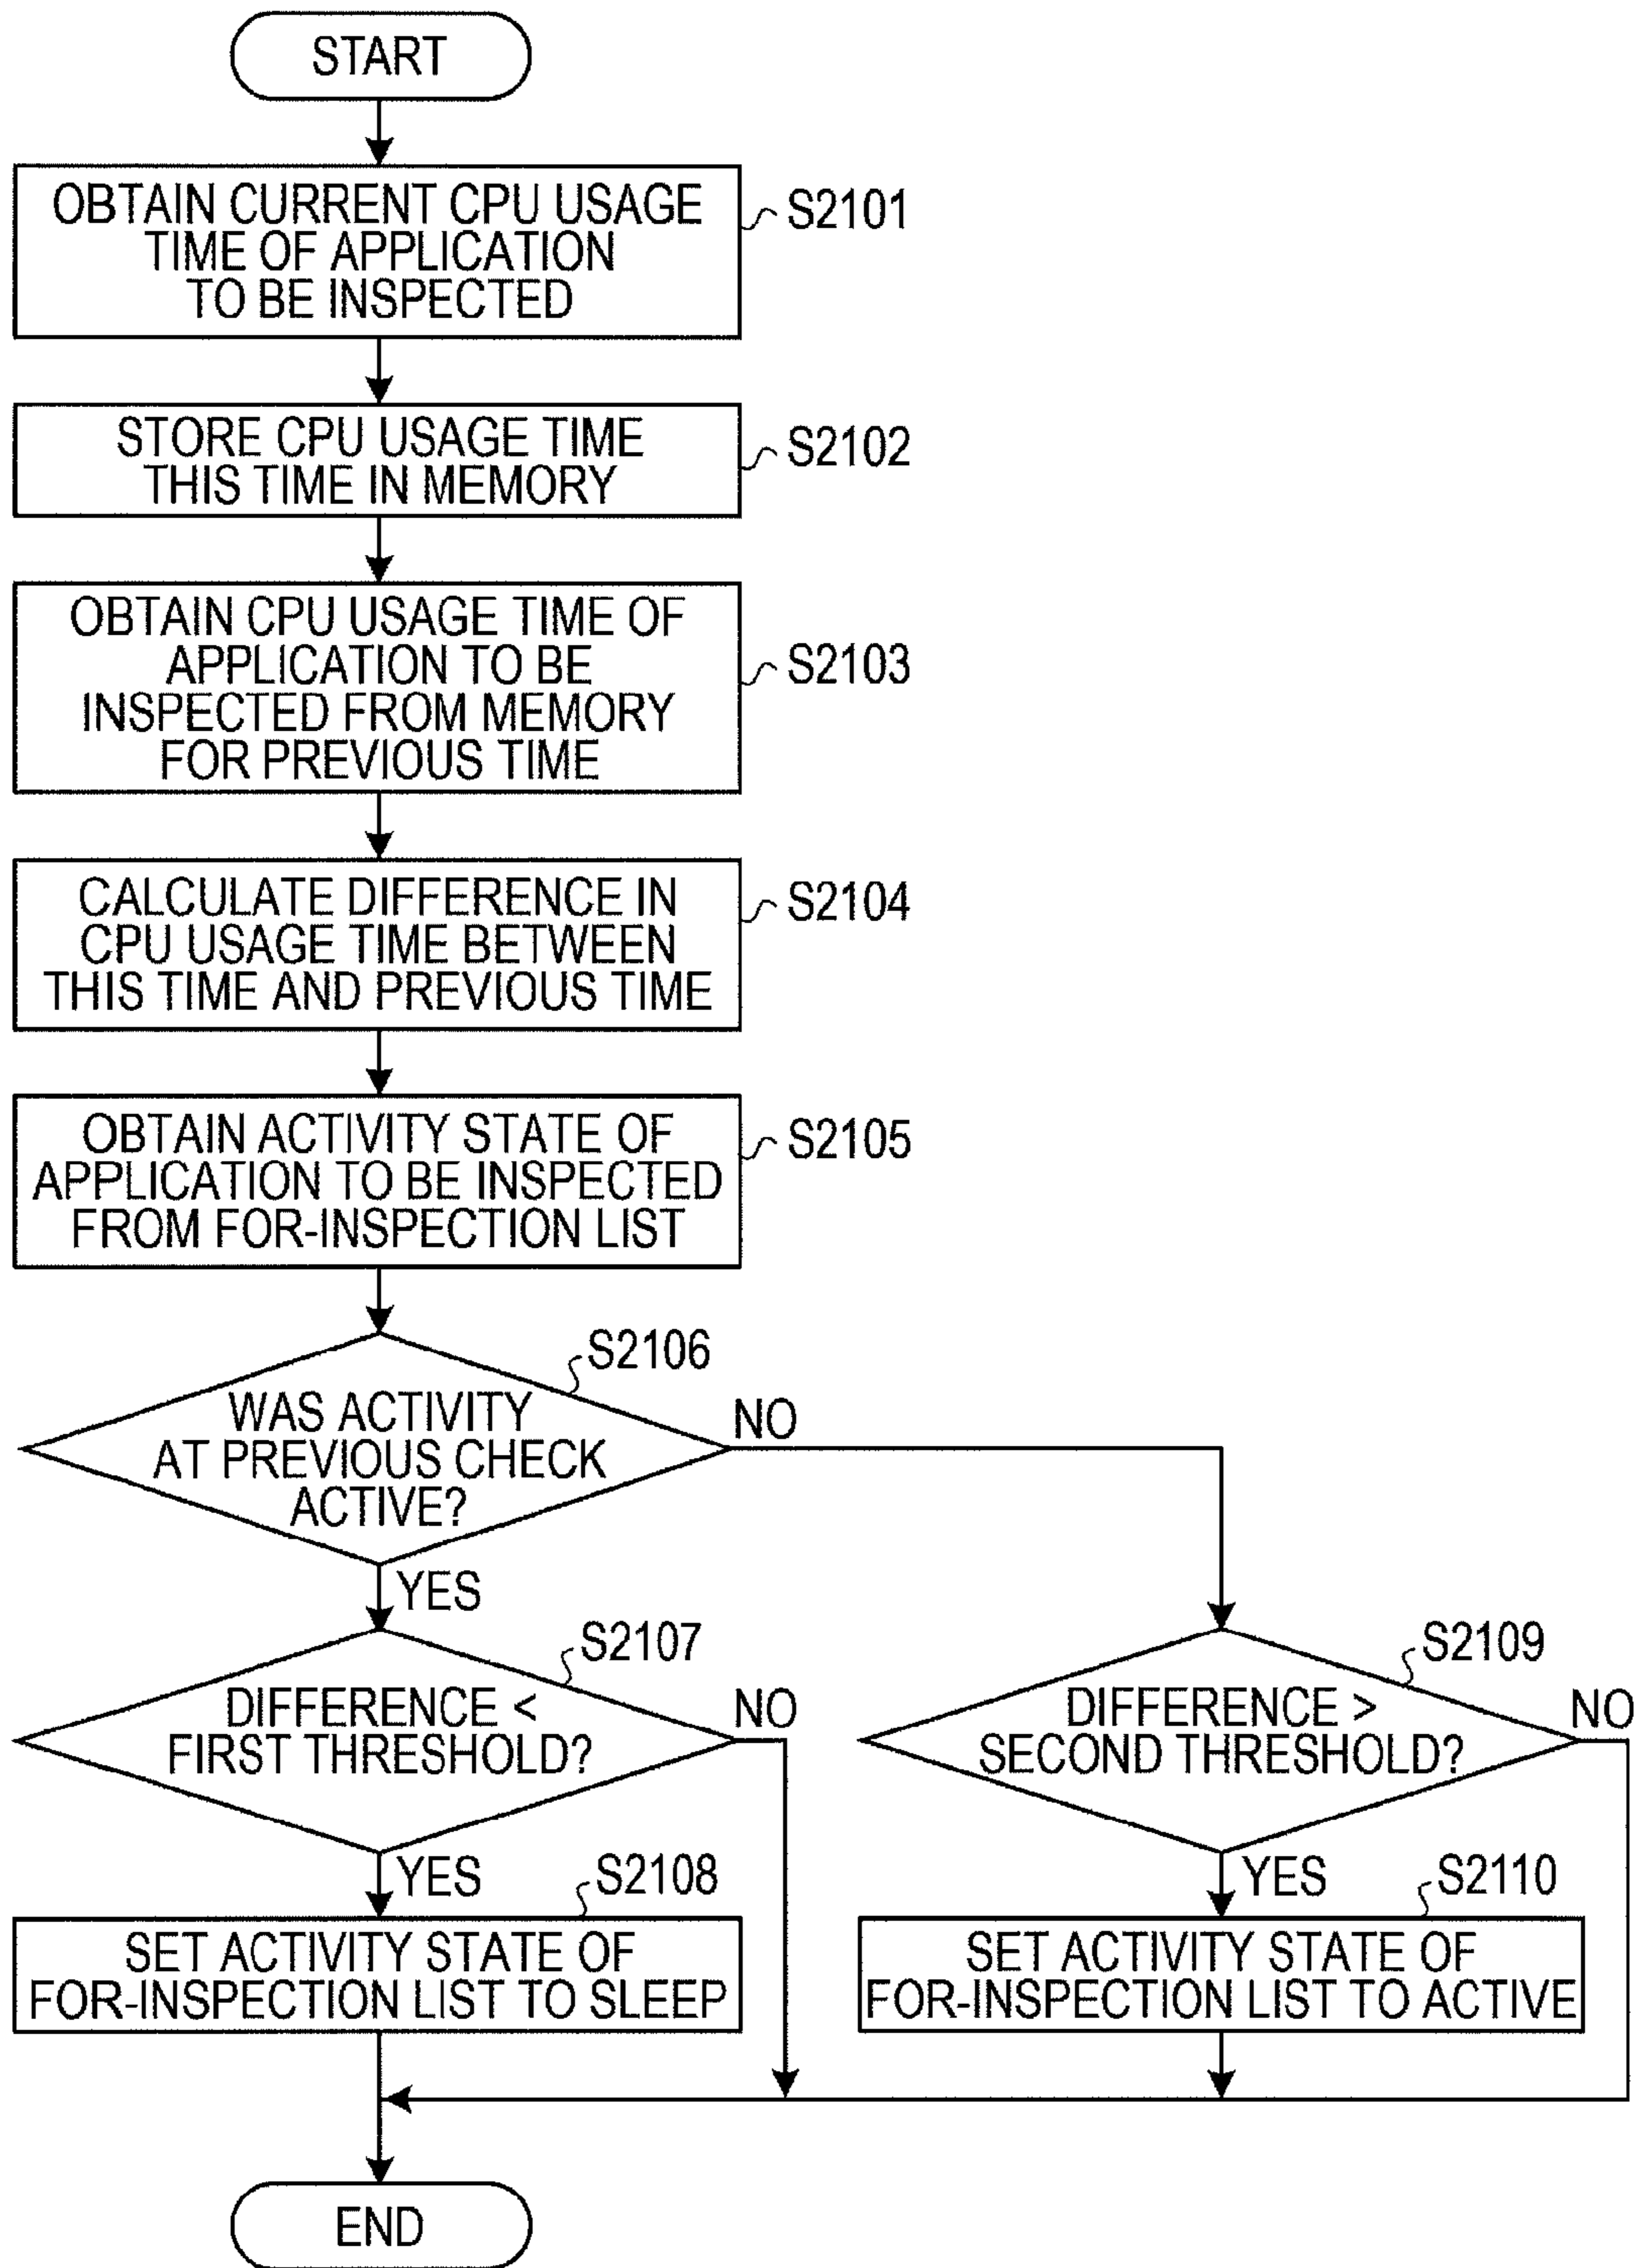 START
OBTAIN CURRENT CPU USAGE
TIME OF APPLICATION
TO BE INSPECTED
S2101
STORE CPU USAGE TIME
THIS TIME IN MEMORY
S2102
OBTAIN CPU USAGE TIME OF
APPLICATION TO BE
INSPECTED FROM MEMORY
FOR PREVIOUS TIME
S2103
CALCULATE DIFFERENCE IN
CPU USAGE TIME BETWEEN
THIS TIME AND PREVIOUS TIME
S2104
OBTAIN ACTIVITY STATE OF
APPLICATION TO BE INSPECTED
FROM FOR-INSPECTION LIST
S2105
S2106
WAS ACTIVITY
AT PREVIOUS CHECK
ACTIVE?
NO
YES
S2107
DIFFERENCE <
FIRST THRESHOLD?
NO
YES
S2109
DIFFERENCE >
SECOND THRESHOLD?
NO
YES
S2108
SET ACTIVITY STATE OF
FOR-INSPECTION LIST TO SLEEP
S2110
SET ACTIVITY STATE OF
FOR-INSPECTION LIST TO ACTIVE
END